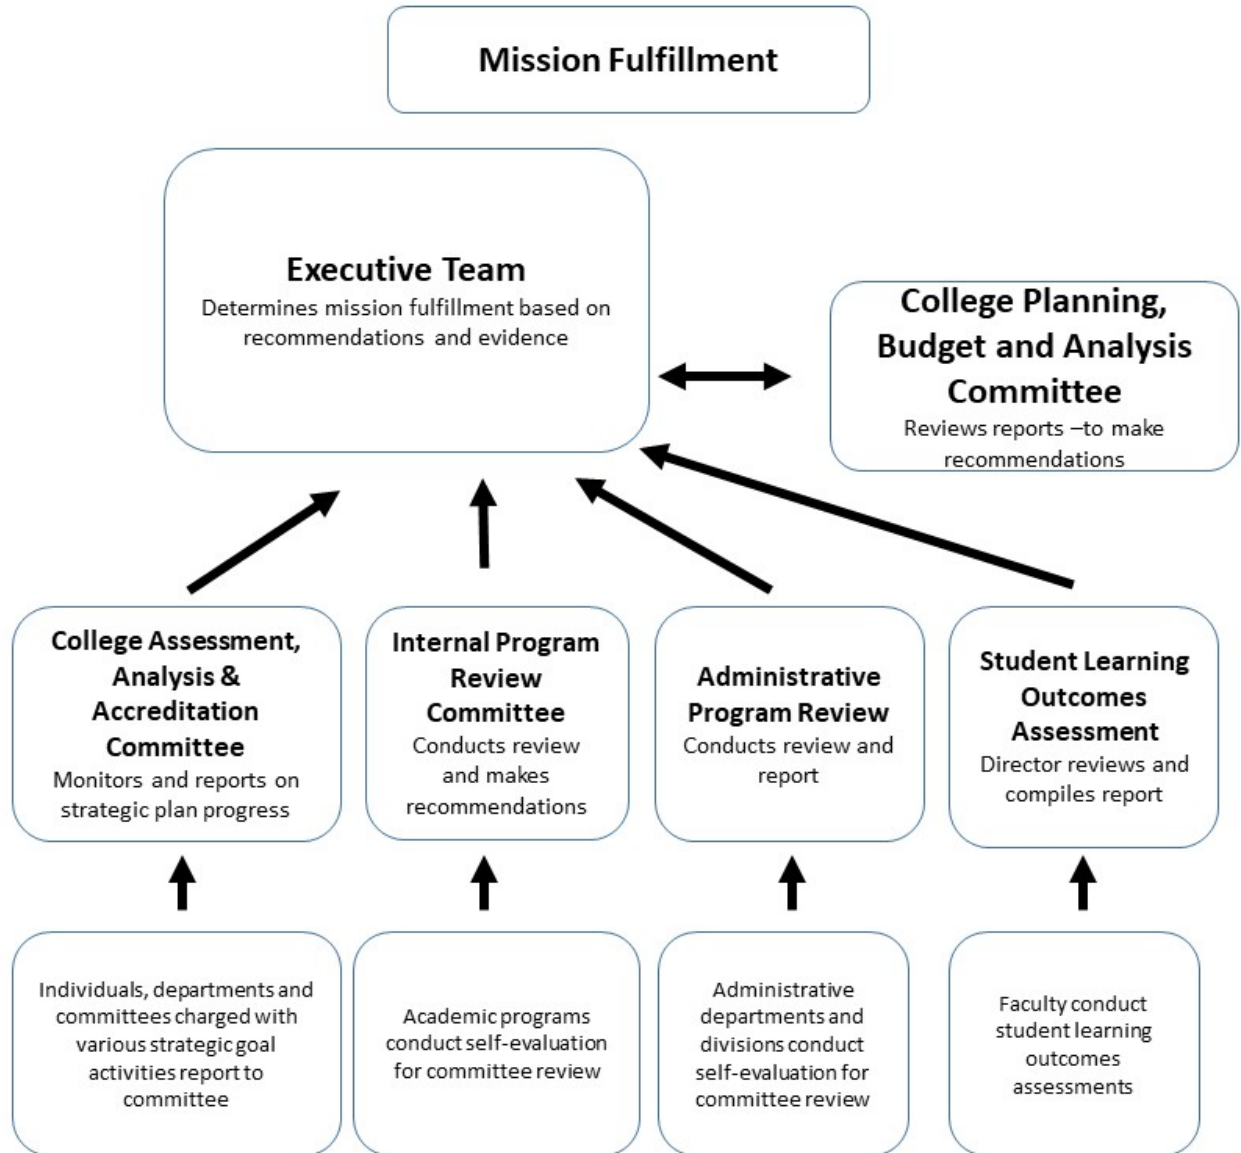 Mission Fulfillment
Executive Team
Determines mission fulfillment based on
recommendations and evidence
College Planning,
Budget and Analysis
Committee
Reviews reports –to make
recommendations
College Assessment,
Analysis &
Accreditation
Committee
Monitors and reports on
strategic plan progress
Internal Program
Review
Committee
Conducts review
and makes
recommendations
Administrative
Program Review
Conducts review and
report
Student Learning
Outcomes
Assessment
Director reviews and
compiles report
Individuals, departments and
committees charged with
various strategic goal
activities report to
committee
Academic programs
conduct self-evaluation
for committee review
Administrative
departments and
divisions conduct
self-evaluation for
committee review
Faculty conduct
student learning
outcomes
assessments